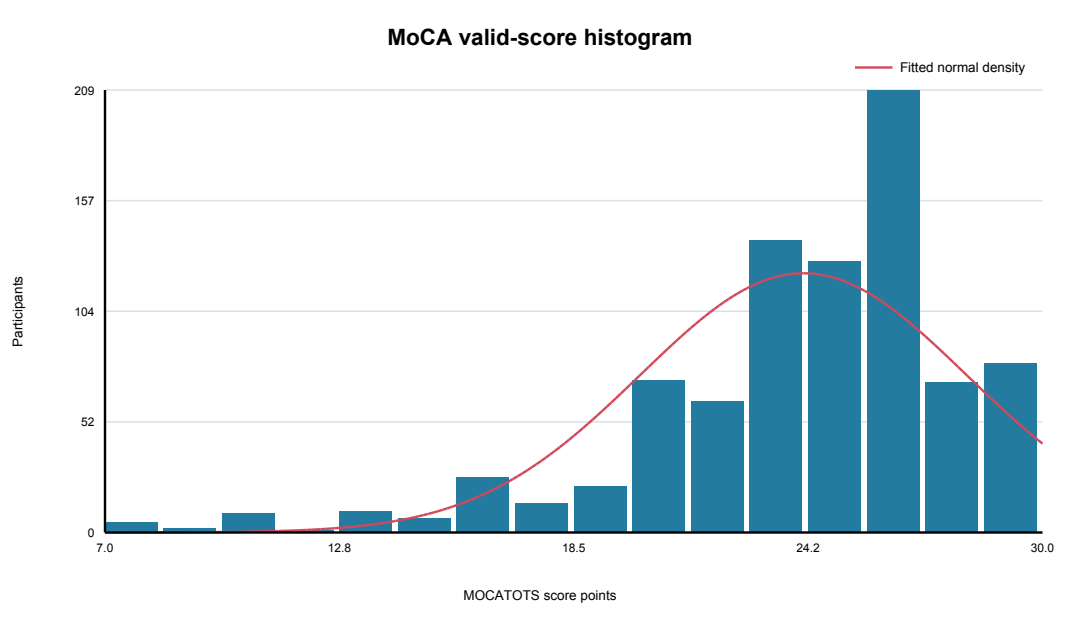 MoCA valid-score histogram
Fitted normal density
209
157
104
52
0
Participants
7.0 12.8 18.5 24.2 30.0
MOCATOTS score points